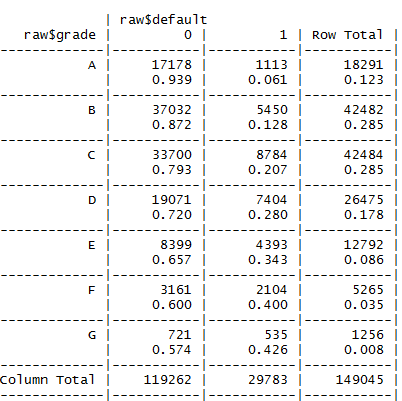 | raw$default
raw$grade | 0 | 1 | Row Total |
-------------|-----------|-----------|-----------|
A | 17178 | 1113 | 18291 |
| 0.939 | 0.061 | 0.123 |
-------------|-----------|-----------|-----------|
B | 37032 | 5450 | 42482 |
| 0.872 | 0.128 | 0.285 |
-------------|-----------|-----------|-----------|
C | 33700 | 8784 | 42484 |
| 0.793 | 0.207 | 0.285 |
-------------|-----------|-----------|-----------|
D | 19071 | 7404 | 26475 |
| 0.720 | 0.280 | 0.178 |
-------------|-----------|-----------|-----------|
E | 8399 | 4393 | 12792 |
| 0.657 | 0.343 | 0.086 |
-------------|-----------|-----------|-----------|
F | 3161 | 2104 | 5265 |
| 0.600 | 0.400 | 0.035 |
-------------|-----------|-----------|-----------|
G | 721 | 535 | 1256 |
| 0.574 | 0.426 | 0.008 |
-------------|-----------|-----------|-----------|
Column Total | 119262 | 29783 | 149045 |
-------------|-----------|-----------|-----------|